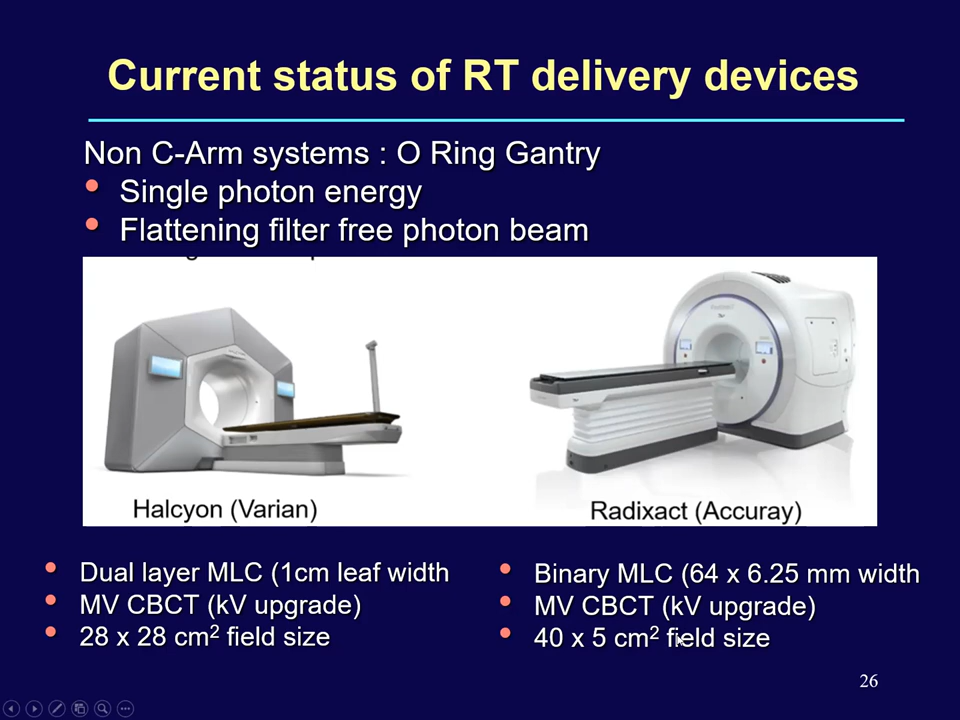 Current status of RT delivery devices
Non C-Arm systems : O Ring Gantry
• Single photon energy
• Flattening filter free photon beam
Halcyon (Varian)
Radixact (Accuray)
• Dual layer MLC (1cm leaf width
• MV CBCT (kV upgrade)
• 28 x 28 cm² field size
• Binary MLC (64 x 6.25 mm width
• MV CBCT (kV upgrade)
• 40 x 5 cm² field size
26